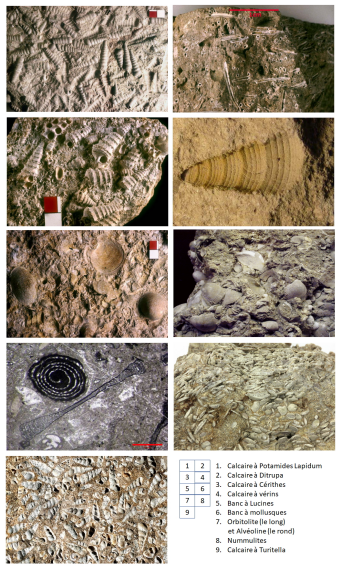 1 2
3 4
5 6
7 8
9
1. Calcaire à Potamides Lapidum
2. Calcaire à Ditrupa
3. Calcaire à Cérithes
4. Calcaire à vérins
5. Banc à Lucines
6. Banc à mollusques
7. Orbitolite (le long)
et Alvéoline (le rond)
8. Nummulites
9. Calcaire à Turitella